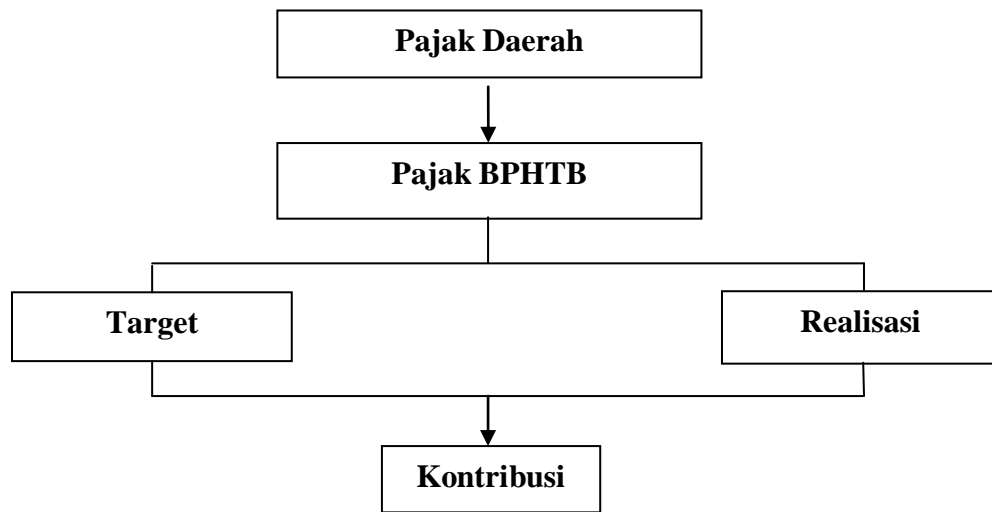 Pajak Daerah
Pajak BPHTB
Target
Realisasi
Kontribusi